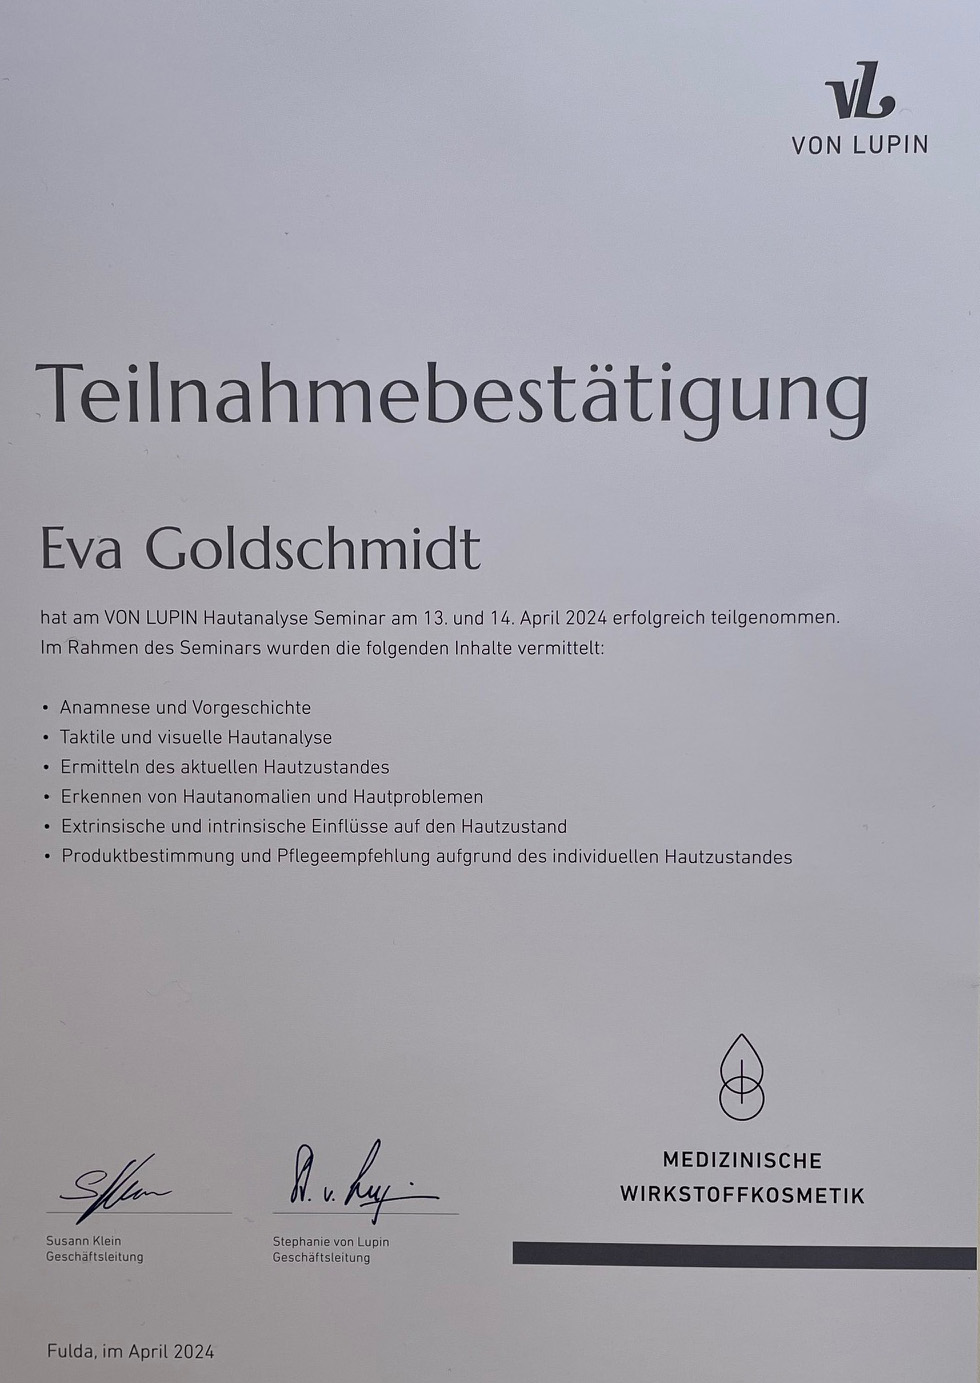 VL
VON LUPIN
Teilnahmebestätigung
Eva Goldschmidt
hat am VON LUPIN Hautanalyse Seminar am 13. und 14. April 2024 erfolgreich teilgenommen.
Im Rahmen des Seminars wurden die folgenden Inhalte vermittelt:
• Anamnese und Vorgeschichte
• Taktile und visuelle Hautanalyse
• Ermitteln des aktuellen Hautzustandes
• Erkennen von Hautanomalien und Hautproblemen
• Extrinsische und intrinsische Einflüsse auf den Hautzustand
• Produktbestimmung und Pflegeempfehlung aufgrund des individuellen Hautzustandes
MEDIZINISCHE
WIRKSTOFFKOSMETIK
S Klein
St. v. Lupin
Susann Klein
Geschäftsleitung
Stephanie von Lupin
Geschäftsleitung
Fulda, im April 2024